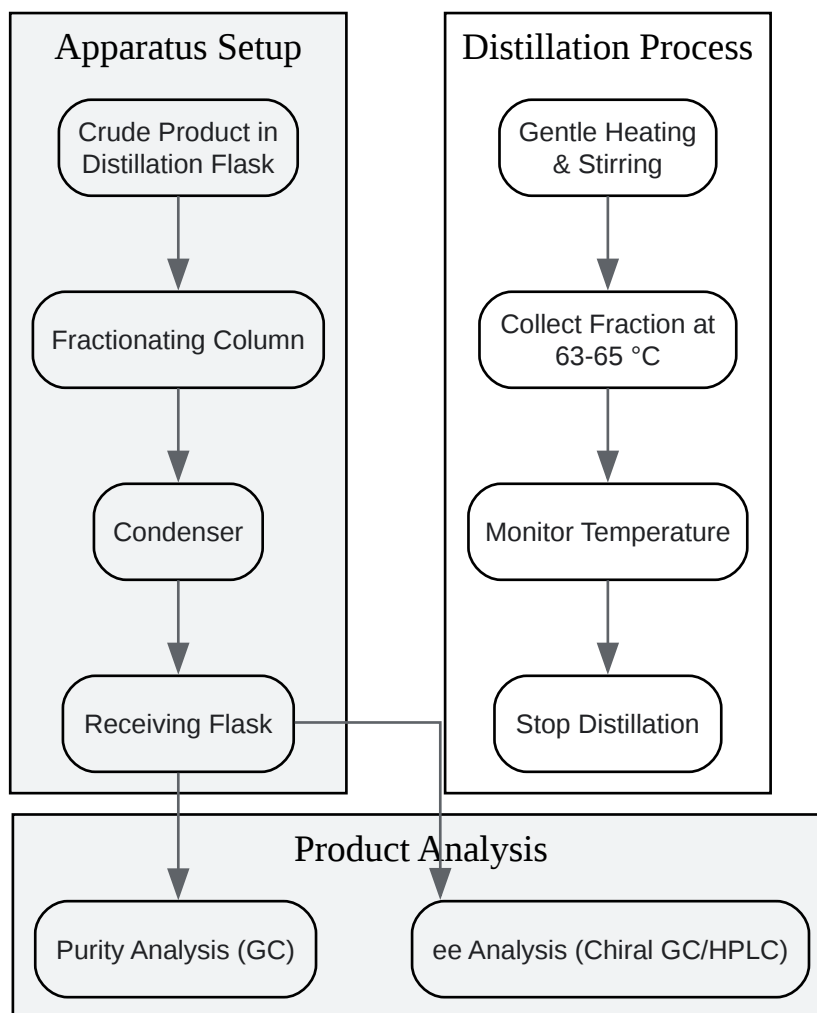 Apparatus Setup
Crude Product in
Distillation Flask
Fractionating Column
Condenser
Receiving Flask
Distillation Process
Gentle Heating
& Stirring
Collect Fraction at
63-65 °C
Monitor Temperature
Stop Distillation
Product Analysis
Purity Analysis (GC)
ee Analysis (Chiral GC/HPLC)